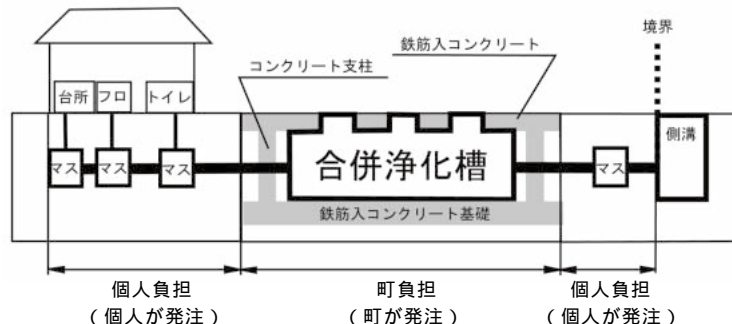 境界
鉄筋入コンクリート
コンクリート支柱
台所 フロ トイレ
側溝
マス マス マス
合併浄化槽
マス
鉄筋入コンクリート基礎
個人負担
(個人が発注)
町負担
(町が発注)
個人負担
(個人が発注)